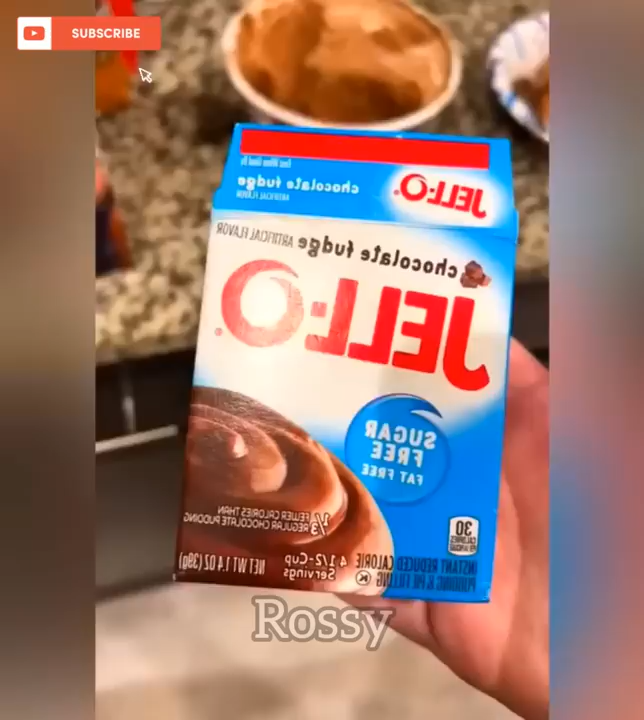 SUBSCRIBE
chocolate fudge
ARTIFICIAL FLAVOR
JELL-O®
chocolate fudge ARTIFICIAL FLAVOR
JELL-O®
SUGAR
FREE
FAT FREE
1/3 FEWER CALORIES THAN
REGULAR CHOCOLATE PUDDING
30
CALORIES
INSTANT REDUCED CALORIE
PUDDING & PIE FILLING
4 1/2-Cup
Servings
NET WT 1.4 OZ (39g)
Rossy